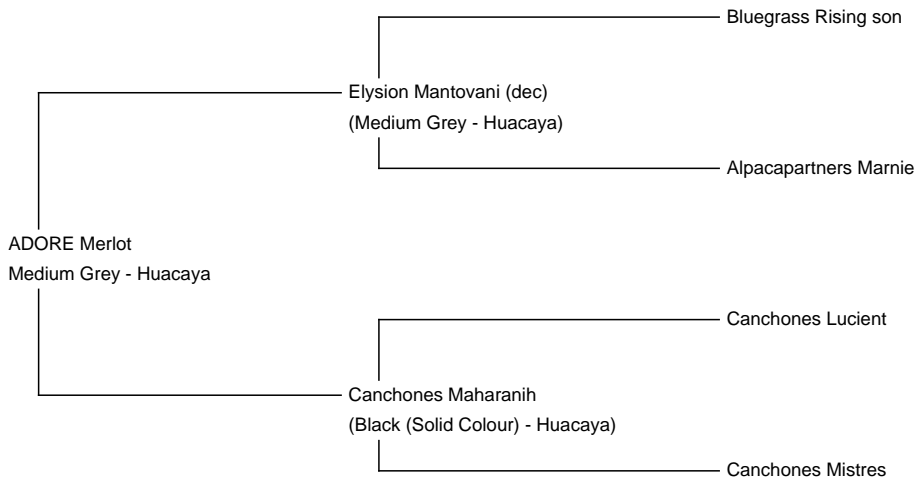 Bluegrass Rising son
Elysion Mantovani (dec)
(Medium Grey - Huacaya)
Alpacapartners Marnie
ADORE Merlot
Medium Grey - Huacaya
Canchones Lucient
Canchones Maharanih
(Black (Solid Colour) - Huacaya)
Canchones Mistres